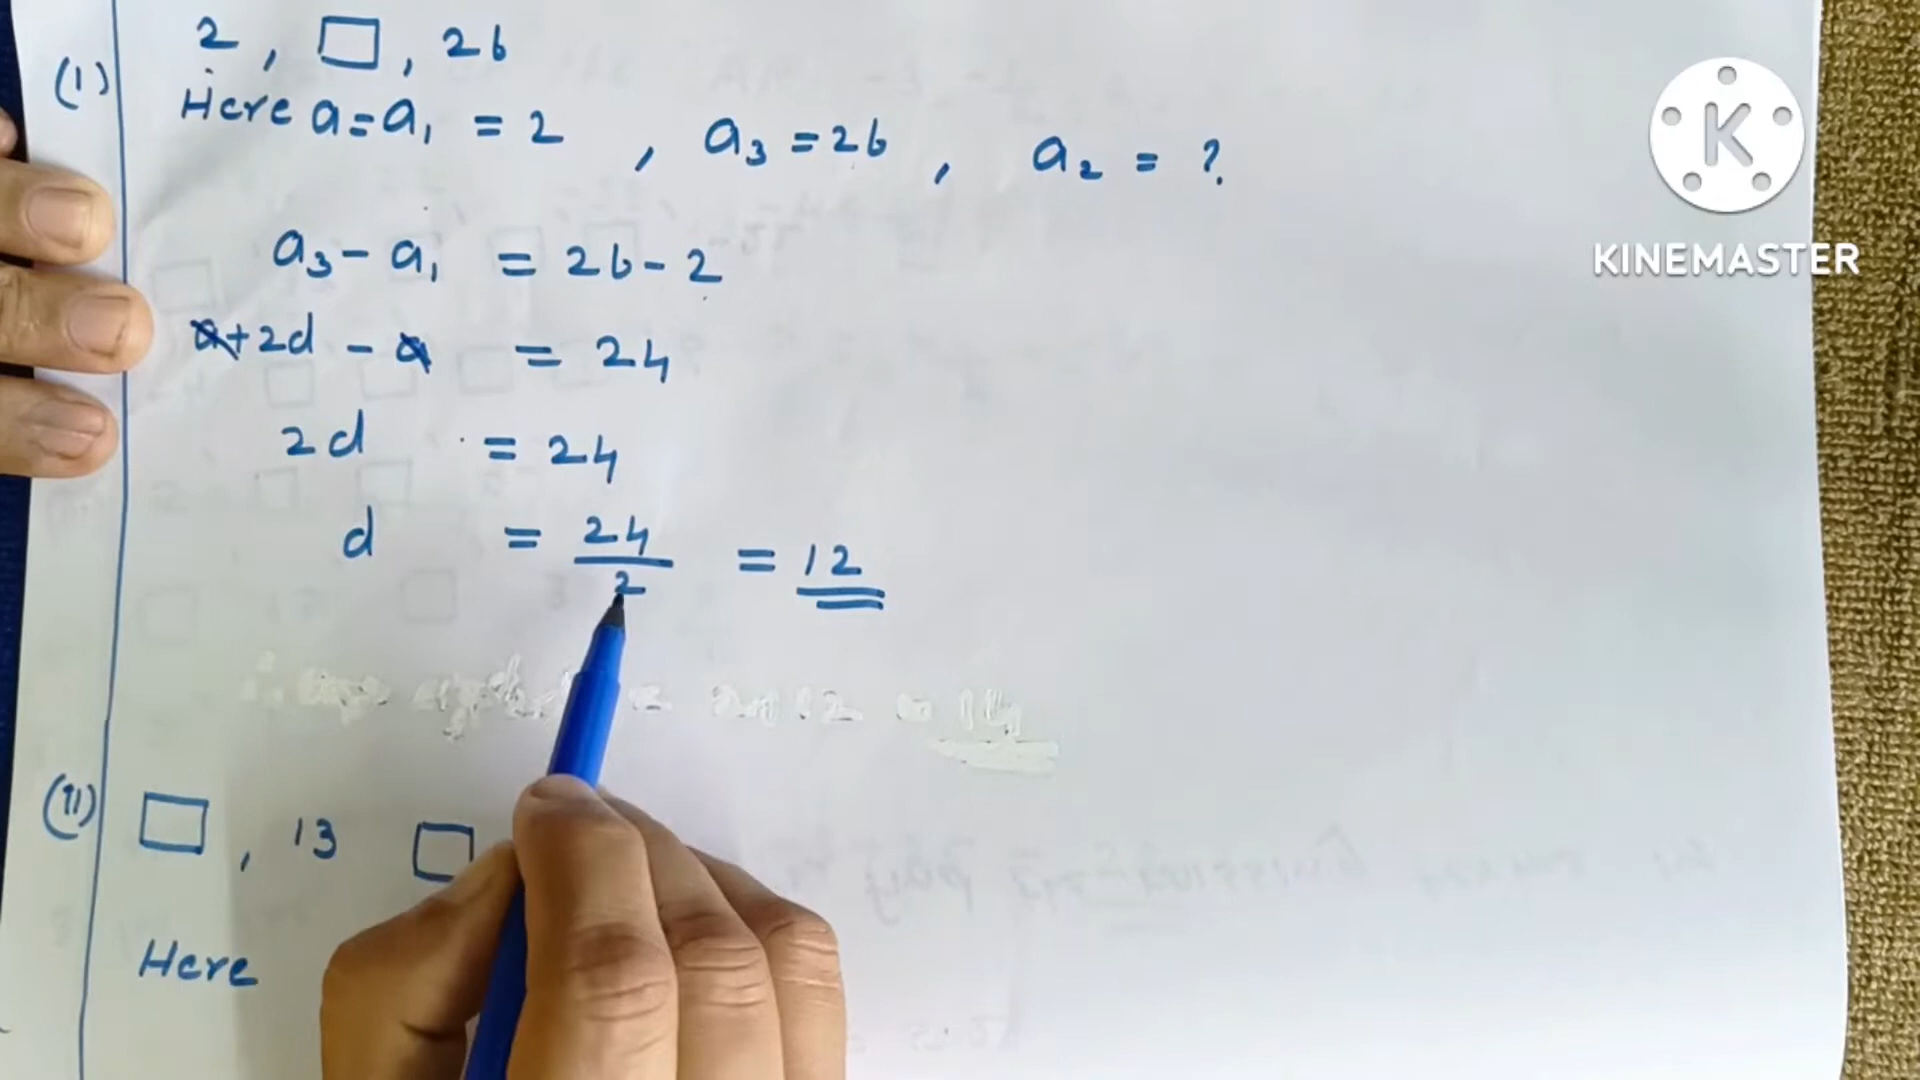 (I) 2, □, 26
Here a=a₁ = 2 , a₃ = 26 , a₂ = ?
a₃ - a₁ = 26 - 2
a + 2d - a = 24
2d = 24
d = 24/2 = 12
(II) □, 13 □
Here
K
KINEMASTER